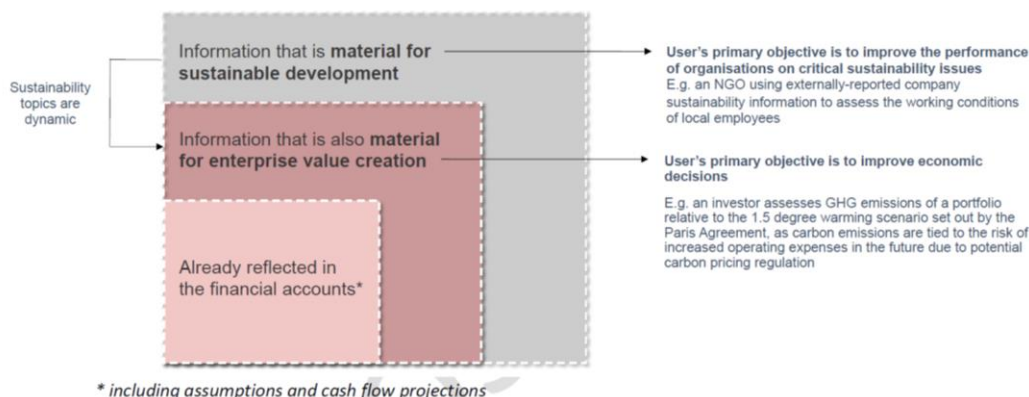 Sustainability
topics are
dynamic
Information that is material for
sustainable development
Information that is also material
for enterprise value creation
Already reflected in
the financial accounts*
User's primary objective is to improve the performance
of organisations on critical sustainability issues
E.g. an NGO using externally-reported company
sustainability information to assess the working conditions
of local employees
User's primary objective is to improve economic
decisions
E.g. an investor assesses GHG emissions of a portfolio
relative to the 1.5 degree warming scenario set out by the
Paris Agreement, as carbon emissions are tied to the risk of
increased operating expenses in the future due to potential
carbon pricing regulation
* including assumptions and cash flow projections